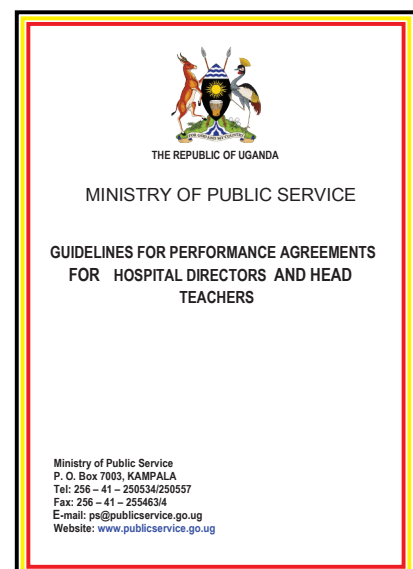 FOR GOD AND MY COUNTRY
THE REPUBLIC OF UGANDA
MINISTRY OF PUBLIC SERVICE
GUIDELINES FOR PERFORMANCE AGREEMENTS
FOR HOSPITAL DIRECTORS AND HEAD
TEACHERS
Ministry of Public Service
P. O. Box 7003, KAMPALA
Tel: 256 – 41 – 250534/250557
Fax: 256 – 41 – 255463/4
E-mail: ps@publicservice.go.ug
Website: www.publicservice.go.ug